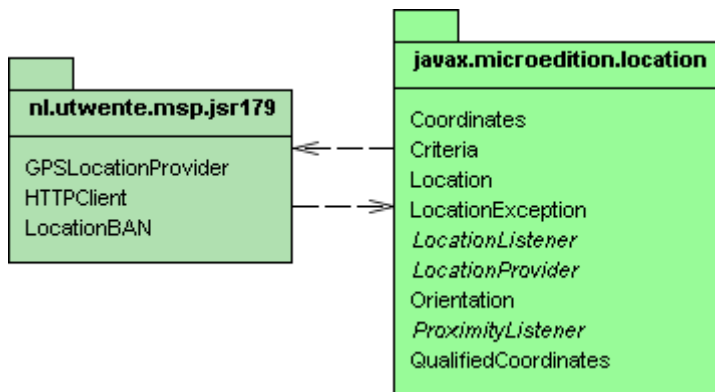 nl.utwente.msp.jsr179
GPSLocationProvider
HTTPClient
LocationBAN
javax.microedition.location
Coordinates
Criteria
Location
LocationException
LocationListener
LocationProvider
Orientation
ProximityListener
QualifiedCoordinates